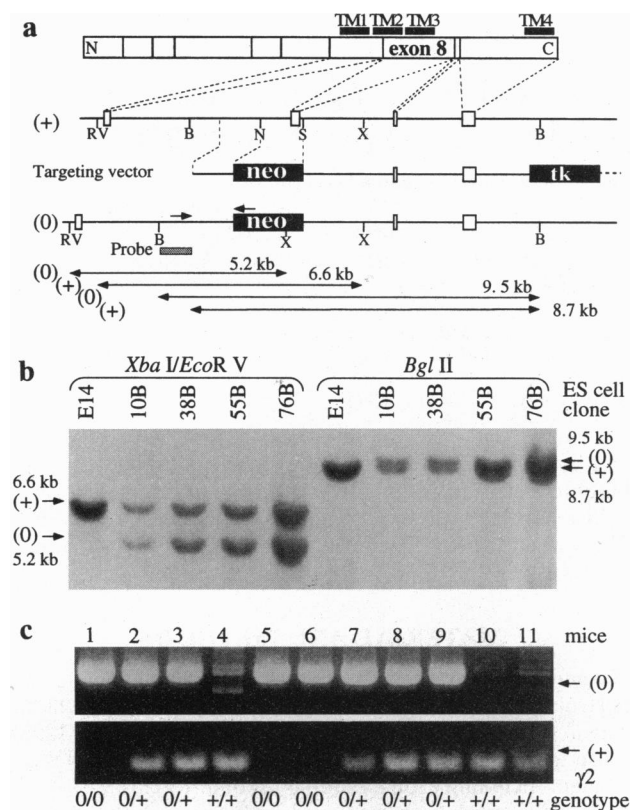 a
TM1 TM2 TM3 TM4
N exon 8 C
(+)
RV B N S X B
Targeting vector neo tk
(0) neo
RV B X X B
Probe
(0) 5.2 kb
(+) 6.6 kb
(0) 9.5 kb
(+) 8.7 kb
b
Xba I/EcoR V Bgl II
E14 10B 38B 55B 76B E14 10B 38B 55B 76B ES cell clone
6.6 kb 9.5 kb
(+) (0)
(+)
(0) 8.7 kb
5.2 kb
c
1 2 3 4 5 6 7 8 9 10 11 mice
(0)
(+)
γ2
0/0 0/+ 0/+ +/+ 0/0 0/0 0/+ 0/+ 0/+ +/+ +/+ genotype